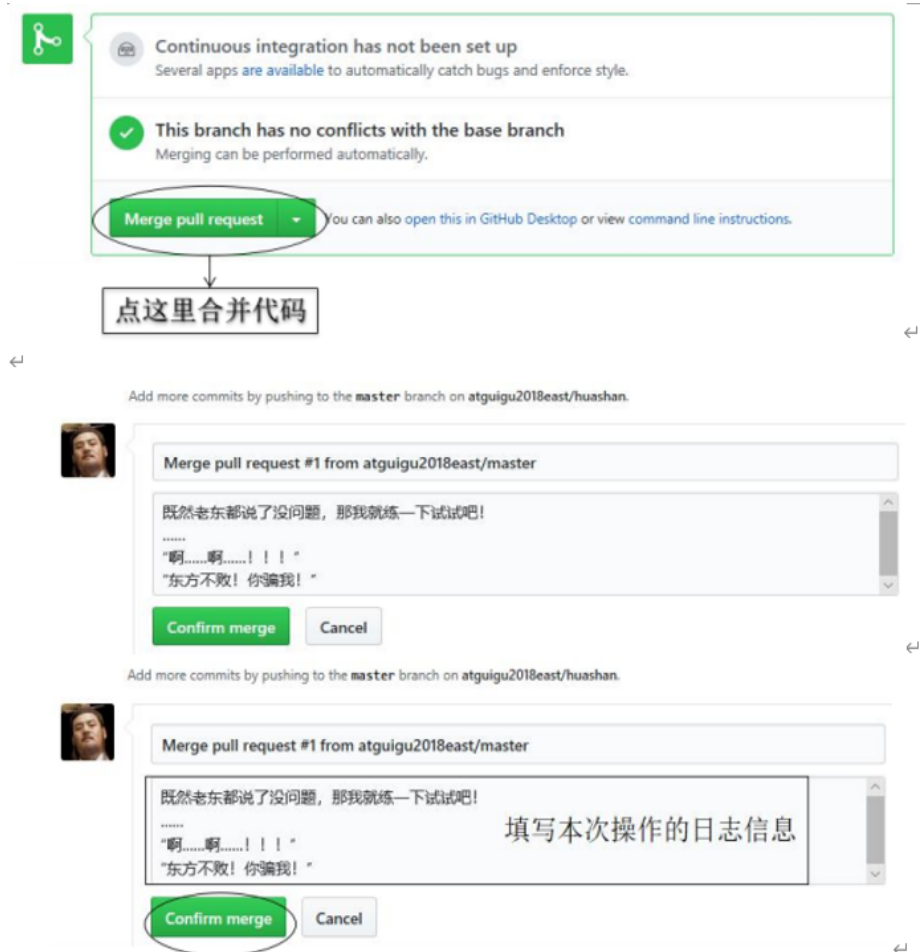 Continuous integration has not been set up
Several apps are available to automatically catch bugs and enforce style.
This branch has no conflicts with the base branch
Merging can be performed automatically.
Merge pull request You can also open this in GitHub Desktop or view command line instructions.
点这里合并代码
Add more commits by pushing to the master branch on atguigu2018east/huashan.
Merge pull request #1 from atguigu2018east/master
既然老东都说了没问题，那我就练一下试试吧！
......
“啊......啊......！！！”
“东方不败！你骗我！”
Confirm merge Cancel
Add more commits by pushing to the master branch on atguigu2018east/huashan.
Merge pull request #1 from atguigu2018east/master
既然老东都说了没问题，那我就练一下试试吧！
......
“啊......啊......！！！”
“东方不败！你骗我！”
填写本次操作的日志信息
Confirm merge Cancel